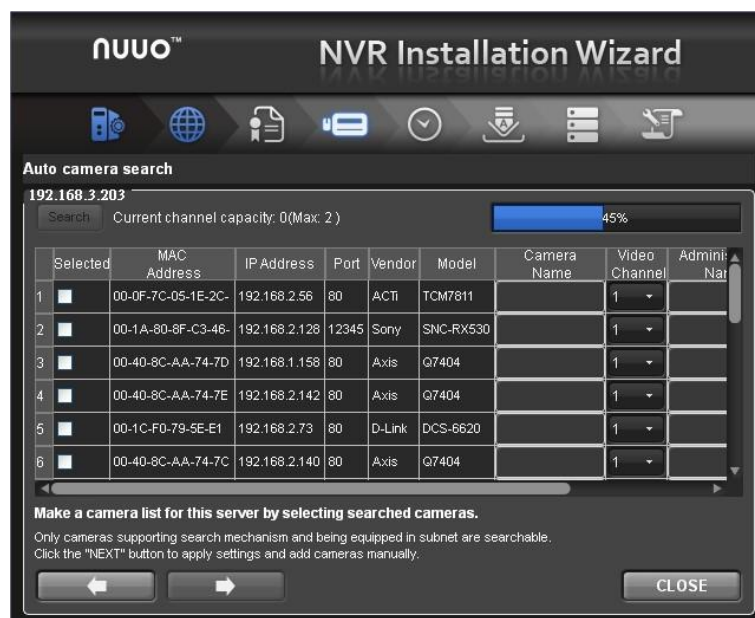 nuuo™
NVR Installation Wizard
Auto camera search
192.168.3.203
Search Current channel capacity: 0(Max: 2 ) 45%
Selected MAC Address IP Address Port Vendor Model Camera Name Video Channel
1 00-0F-7C-05-1E-2C- 192.168.2.56 80 ACTi TCM7811 1
2 00-1A-80-8F-C3-46- 192.168.2.128 12345 Sony SNC-RX530 1
3 00-40-8C-AA-74-7D 192.168.1.158 80 Axis Q7404 1
4 00-40-8C-AA-74-7E 192.168.2.142 80 Axis Q7404 1
5 00-1C-F0-79-5E-E1 192.168.2.73 80 D-Link DCS-6620 1
6 00-40-8C-AA-74-7C 192.168.2.140 80 Axis Q7404 1
Make a camera list for this server by selecting searched cameras.
Only cameras supporting search mechanism and being equipped in subnet are searchable.
Click the "NEXT" button to apply settings and add cameras manually.
CLOSE